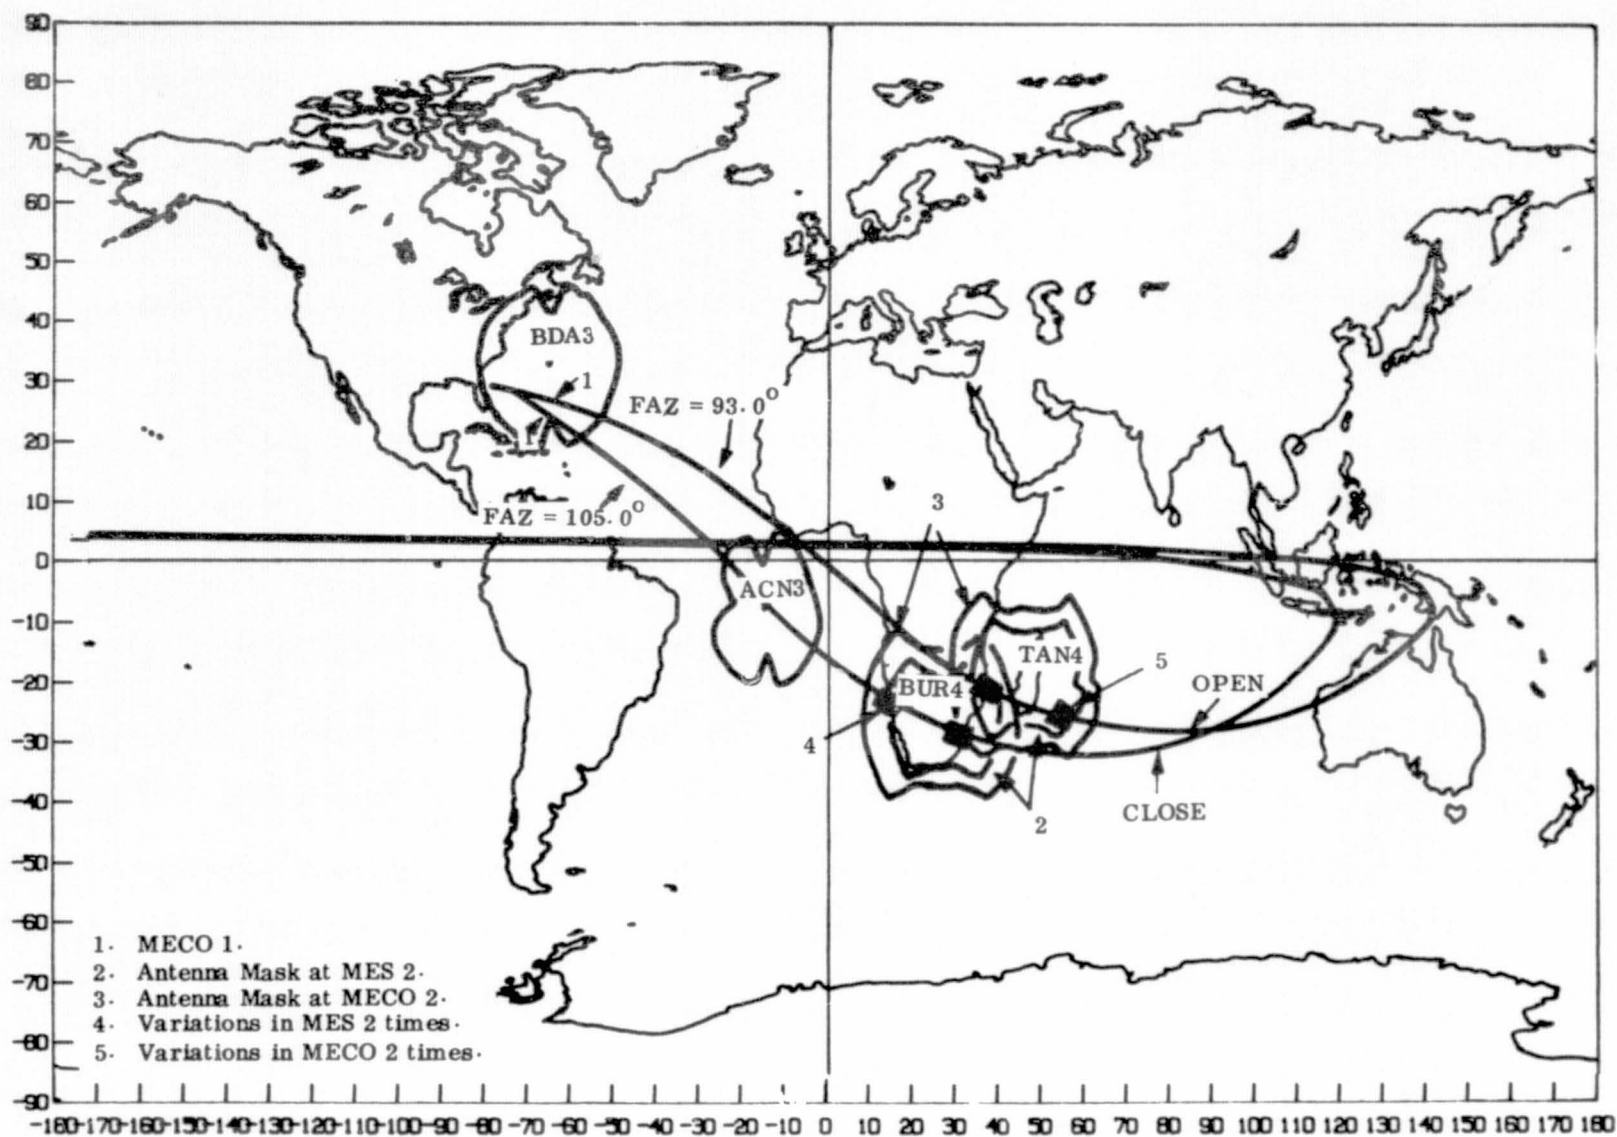 90
80
70
60
50
40
30
20
10
0
-10
-20
-30
-40
-50
-60
-70
-80
-90
BDA3
1
FAZ = 93.0°
1
FAZ = 105.0°
3
ACN3
TAN4
5
BUR4
OPEN
4
CLOSE
2
1. MECO 1.
2. Antenna Mask at MES 2.
3. Antenna Mask at MECO 2.
4. Variations in MES 2 times.
5. Variations in MECO 2 times.
-180 -170 -160 -150 -140 -130 -120 -110 -100 -90 -80 -70 -60 -50 -40 -30 -20 -10 0 10 20 30 40 50 60 70 80 90 100 110 120 130 140 150 160 170 180